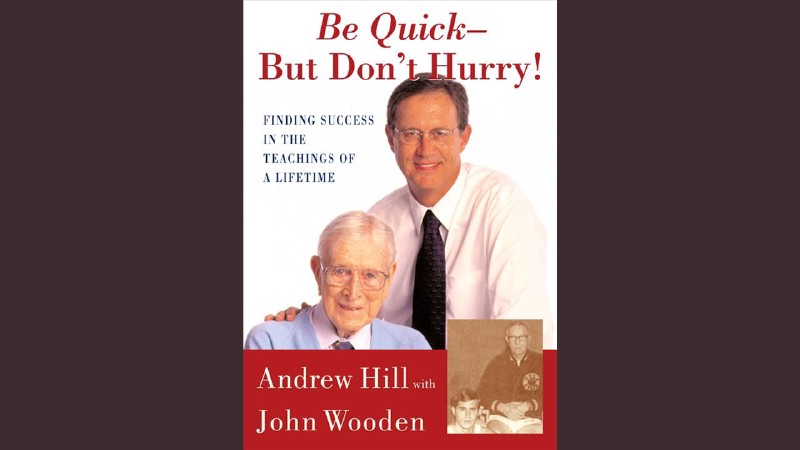 Be Quick–
But Don't Hurry!
FINDING SUCCESS
IN THE
TEACHINGS OF
A LIFETIME
Andrew Hill with
John Wooden